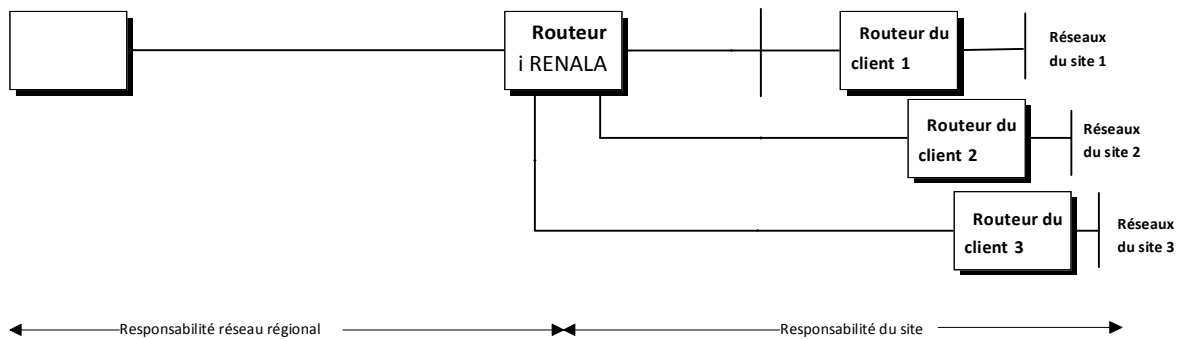 Routeur
i RENALA
Routeur du
client 1
Réseaux
du site 1
Routeur du
client 2
Réseaux
du site 2
Routeur du
client 3
Réseaux
du site 3
Responsabilité réseau régional
Responsabilité du site